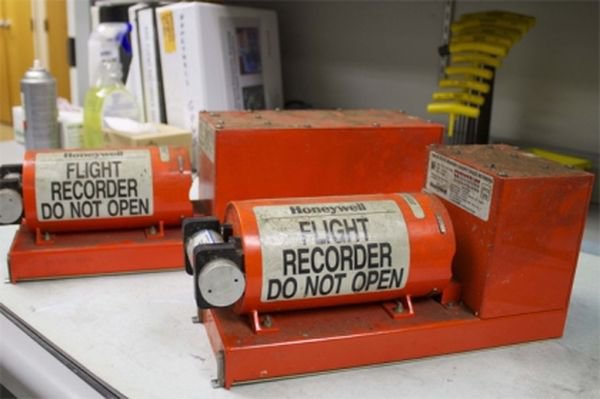 Honeywell
FLIGHT
RECORDER
DO NOT OPEN
Honeywell
FLIGHT
RECORDER
DO NOT OPEN